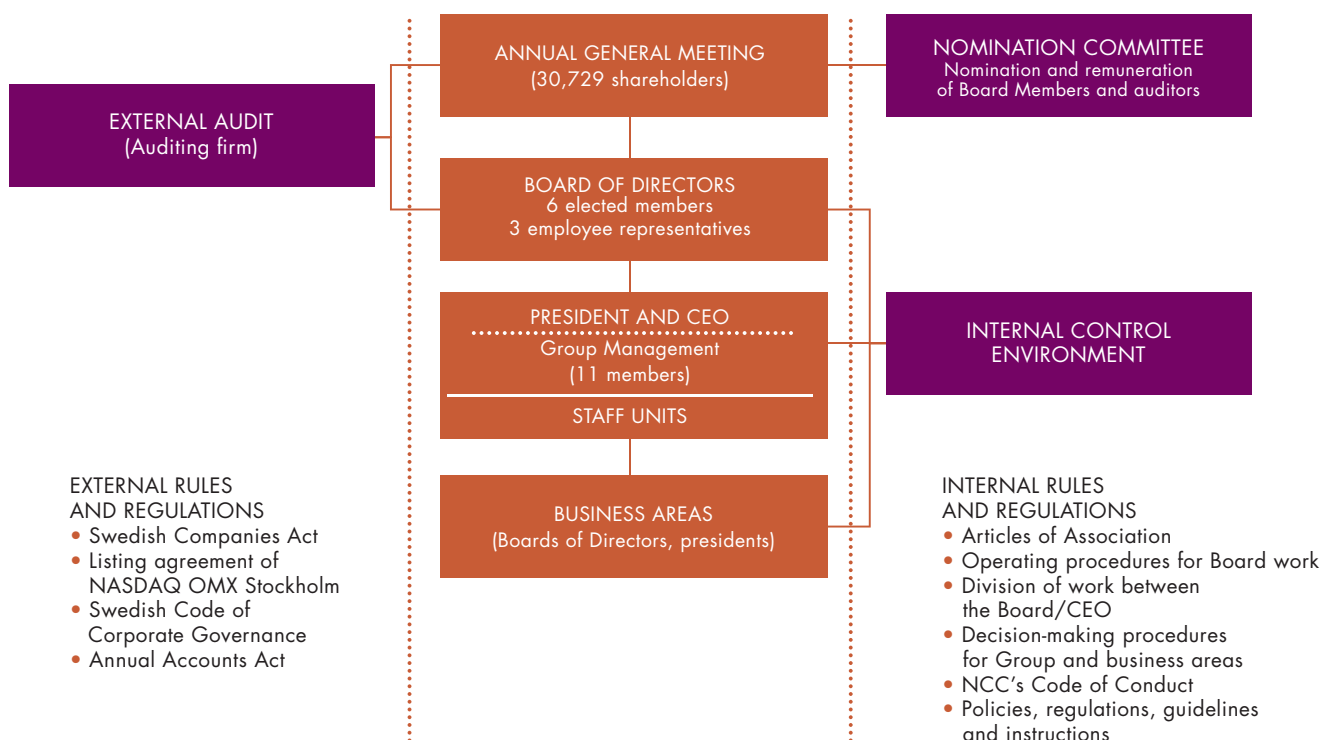 ANNUAL GENERAL MEETING
(30,729 shareholders)
NOMINATION COMMITTEE
Nomination and remuneration
of Board Members and auditors
EXTERNAL AUDIT
(Auditing firm)
BOARD OF DIRECTORS
6 elected members
3 employee representatives
PRESIDENT AND CEO
Group Management
(11 members)
STAFF UNITS
INTERNAL CONTROL
ENVIRONMENT
BUSINESS AREAS
(Boards of Directors, presidents)
EXTERNAL RULES
AND REGULATIONS
• Swedish Companies Act
• Listing agreement of
NASDAQ OMX Stockholm
• Swedish Code of
Corporate Governance
• Annual Accounts Act
INTERNAL RULES
AND REGULATIONS
• Articles of Association
• Operating procedures for Board work
• Division of work between
the Board/CEO
• Decision-making procedures
for Group and business areas
• NCC's Code of Conduct
• Policies, regulations, guidelines
and instructions